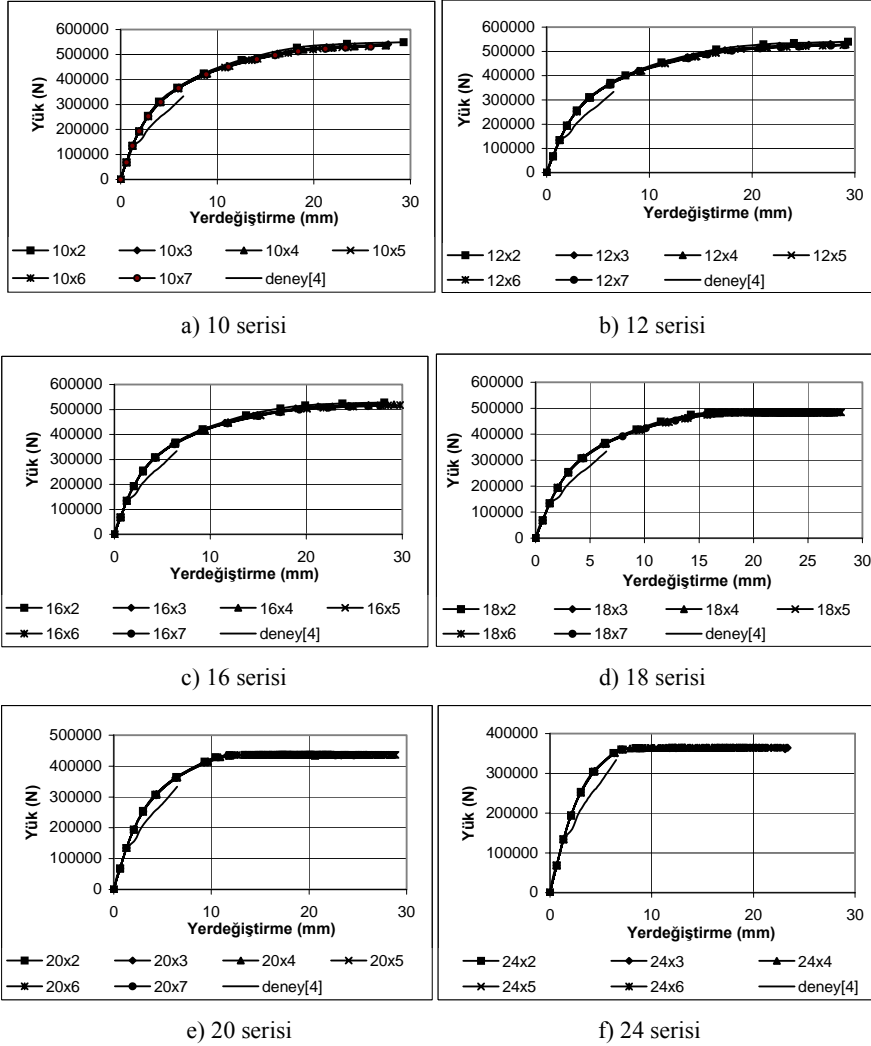 600000
500000
400000
300000
200000
100000
0
Yük (N)
0 10 20 30
Yerdeğiştirme (mm)
10x2 10x3 10x4 10x5
10x6 10x7 deney[4]
a) 10 serisi
600000
500000
400000
300000
200000
100000
0
Yük (N)
0 10 20 30
Yerdeğiştirme (mm)
12x2 12x3 12x4 12x5
12x6 12x7 deney[4]
b) 12 serisi
600000
500000
400000
300000
200000
100000
0
Yük (N)
0 10 20 30
Yerdeğiştirme (mm)
16x2 16x3 16x4 16x5
16x6 16x7 deney[4]
c) 16 serisi
600000
500000
400000
300000
200000
100000
0
Yük (N)
0 5 10 15 20 25 30
Yerdeğiştirme (mm)
18x2 18x3 18x4 18x5
18x6 18x7 deney[4]
d) 18 serisi
500000
400000
300000
200000
100000
0
Yük (N)
0 10 20 30
Yerdeğiştirme (mm)
20x2 20x3 20x4 20x5
20x6 20x7 deney[4]
e) 20 serisi
400000
300000
200000
100000
0
Yük (N)
0 10 20 30
Yerdeğiştirme (mm)
24x2 24x3 24x4
24x5 24x6 deney[4]
f) 24 serisi